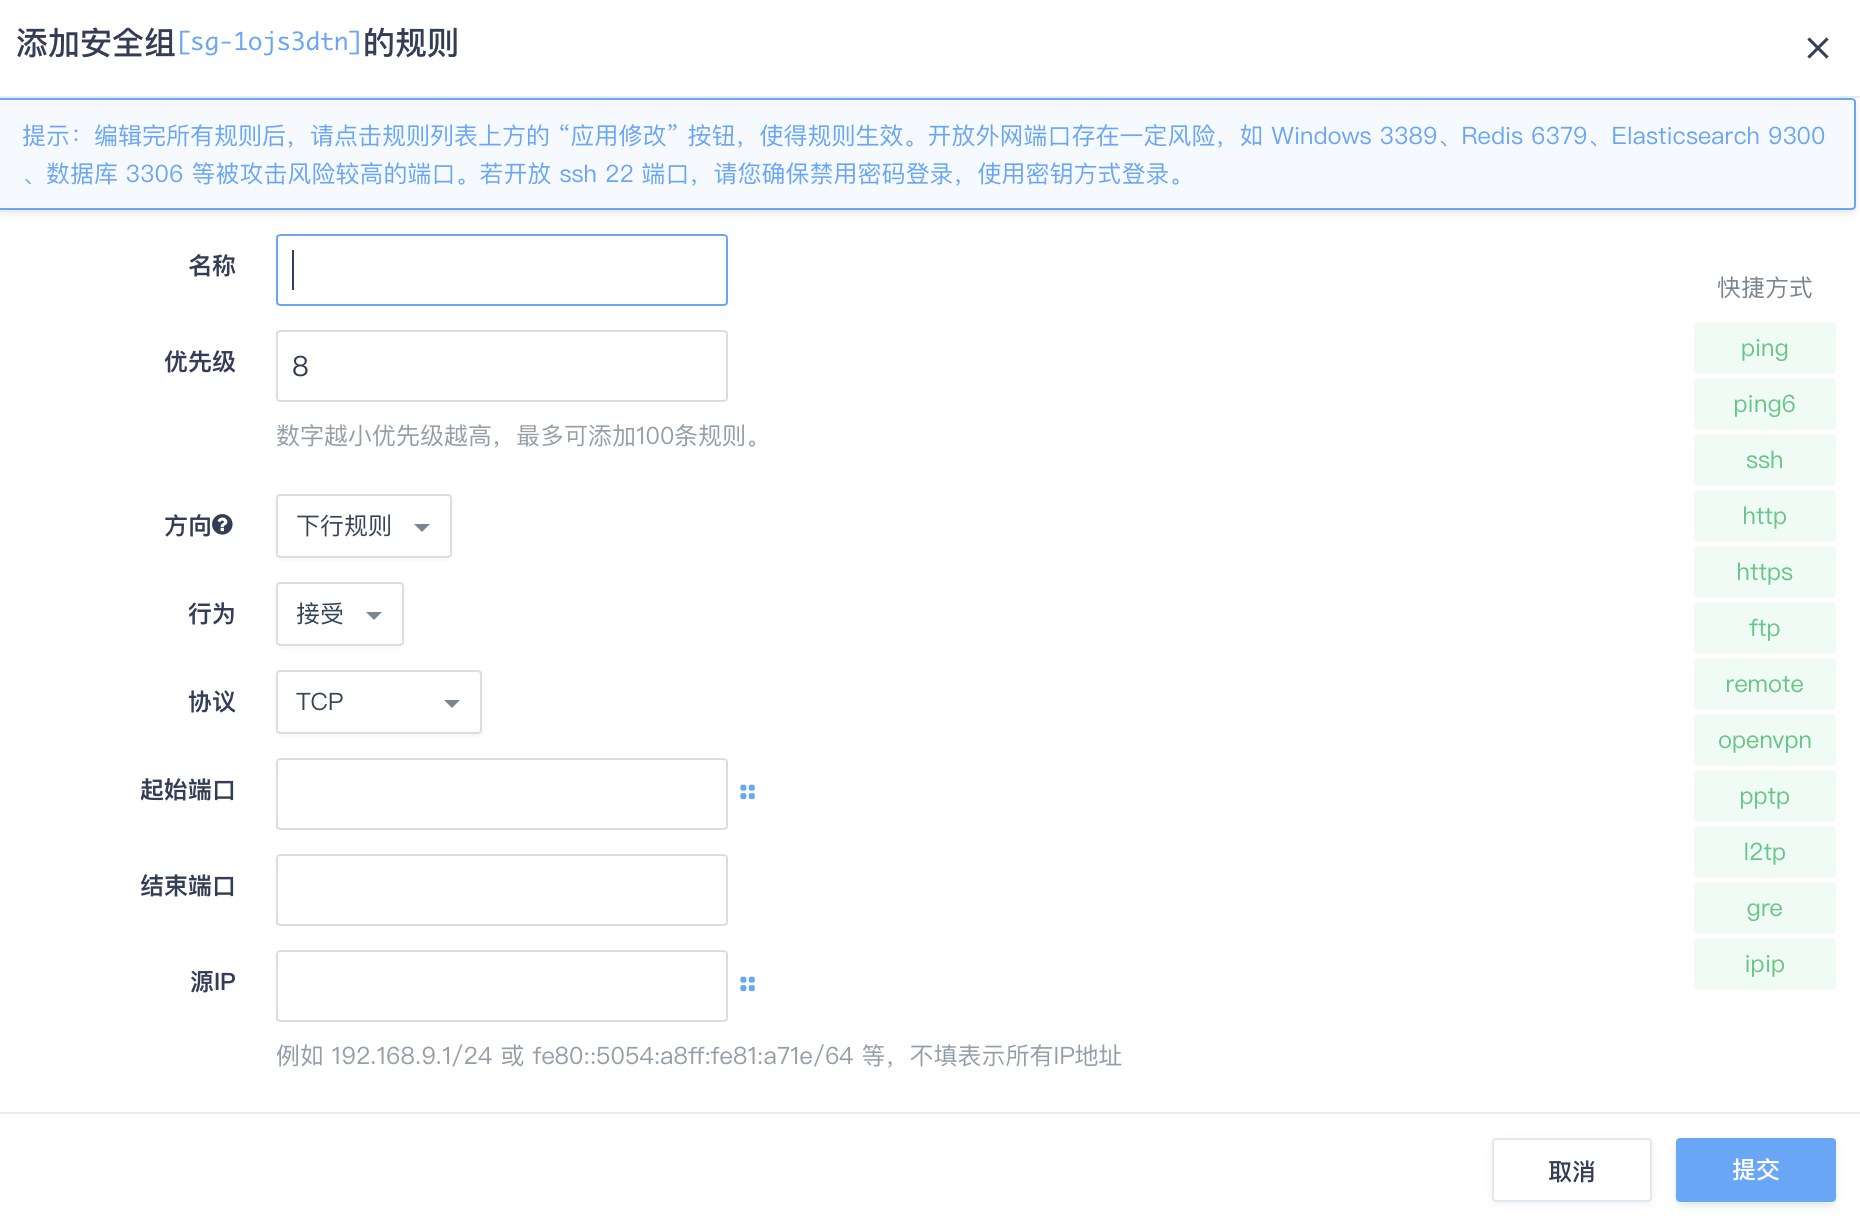 添加安全组[sg-1ojs3dtn]的规则
提示：编辑完所有规则后，请点击规则列表上方的 “应用修改” 按钮，使得规则生效。开放外网端口存在一定风险，如 Windows 3389、Redis 6379、Elasticsearch 9300
、数据库 3306 等被攻击风险较高的端口。若开放 ssh 22 端口，请您确保禁用密码登录，使用密钥方式登录。
名称
优先级
8
数字越小优先级越高，最多可添加100条规则。
方向
下行规则
行为
接受
协议
TCP
起始端口
结束端口
源IP
例如 192.168.9.1/24 或 fe80::5054:a8ff:fe81:a71e/64 等，不填表示所有IP地址
快捷方式
ping
ping6
ssh
http
https
ftp
remote
openvpn
pptp
l2tp
gre
ipip
取消
提交